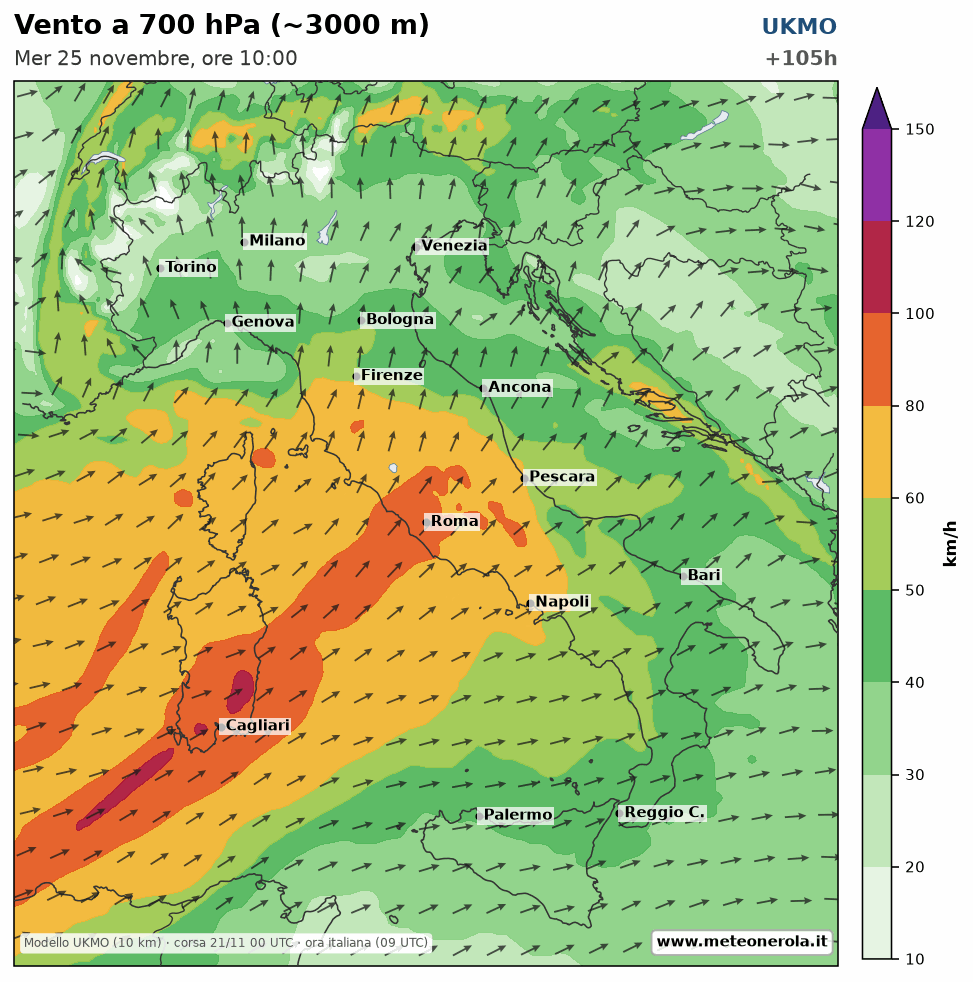 Vento a 700 hPa (~3000 m)
UKMO
Mer 25 novembre, ore 10:00
+105h
150
120
100
80
60
50
40
30
20
10
km/h
Milano
Venezia
Torino
Genova
Bologna
Firenze
Ancona
Pescara
Roma
Bari
Napoli
Cagliari
Palermo
Reggio C.
Modello UKMO (10 km) · corsa 21/11 00 UTC · ora italiana (09 UTC)
www.meteonerola.it